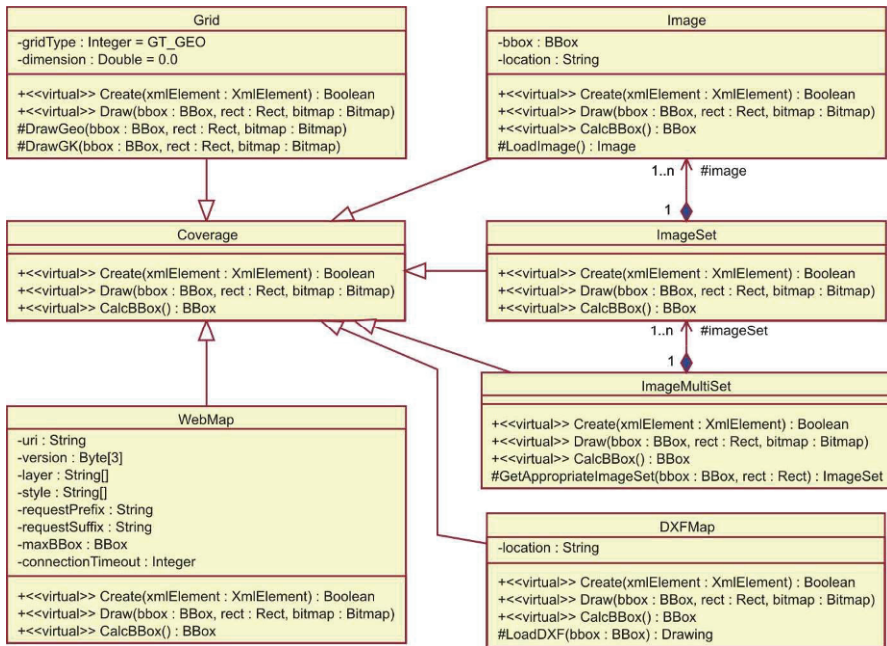 Grid
-gridType : Integer = GT_GEO
-dimension : Double = 0.0
+<<virtual>> Create(xmlElement : XmlElement) : Boolean
+<<virtual>> Draw(bbox : BBox, rect : Rect, bitmap : Bitmap)
#DrawGeo(bbox : BBox, rect : Rect, bitmap : Bitmap)
#DrawGK(bbox : BBox, rect : Rect, bitmap : Bitmap)
Image
-bbox : BBox
-location : String
+<<virtual>> Create(xmlElement : XmlElement) : Boolean
+<<virtual>> Draw(bbox : BBox, rect : Rect, bitmap : Bitmap)
+<<virtual>> CalcBBox() : BBox
#LoadImage() : Image
1..n #image
1
Coverage
+<<virtual>> Create(xmlElement : XmlElement) : Boolean
+<<virtual>> Draw(bbox : BBox, rect : Rect, bitmap : Bitmap)
+<<virtual>> CalcBBox() : BBox
ImageSet
+<<virtual>> Create(xmlElement : XmlElement) : Boolean
+<<virtual>> Draw(bbox : BBox, rect : Rect, bitmap : Bitmap)
+<<virtual>> CalcBBox() : BBox
1..n #imageSet
1
ImageMultiSet
+<<virtual>> Create(xmlElement : XmlElement) : Boolean
+<<virtual>> Draw(bbox : BBox, rect : Rect, bitmap : Bitmap)
+<<virtual>> CalcBBox() : BBox
#GetAppropriateImageSet(bbox : BBox, rect : Rect) : ImageSet
WebMap
-uri : String
-version : Byte[3]
-layer : String[]
-style : String[]
-requestPrefix : String
-requestSuffix : String
-maxBBox : BBox
-connectionTimeout : Integer
+<<virtual>> Create(xmlElement : XmlElement) : Boolean
+<<virtual>> Draw(bbox : BBox, rect : Rect, bitmap : Bitmap)
+<<virtual>> CalcBBox() : BBox
DXFMap
-location : String
+<<virtual>> Create(xmlElement : XmlElement) : Boolean
+<<virtual>> Draw(bbox : BBox, rect : Rect, bitmap : Bitmap)
+<<virtual>> CalcBBox() : BBox
#LoadDXF(bbox : BBox) : Drawing